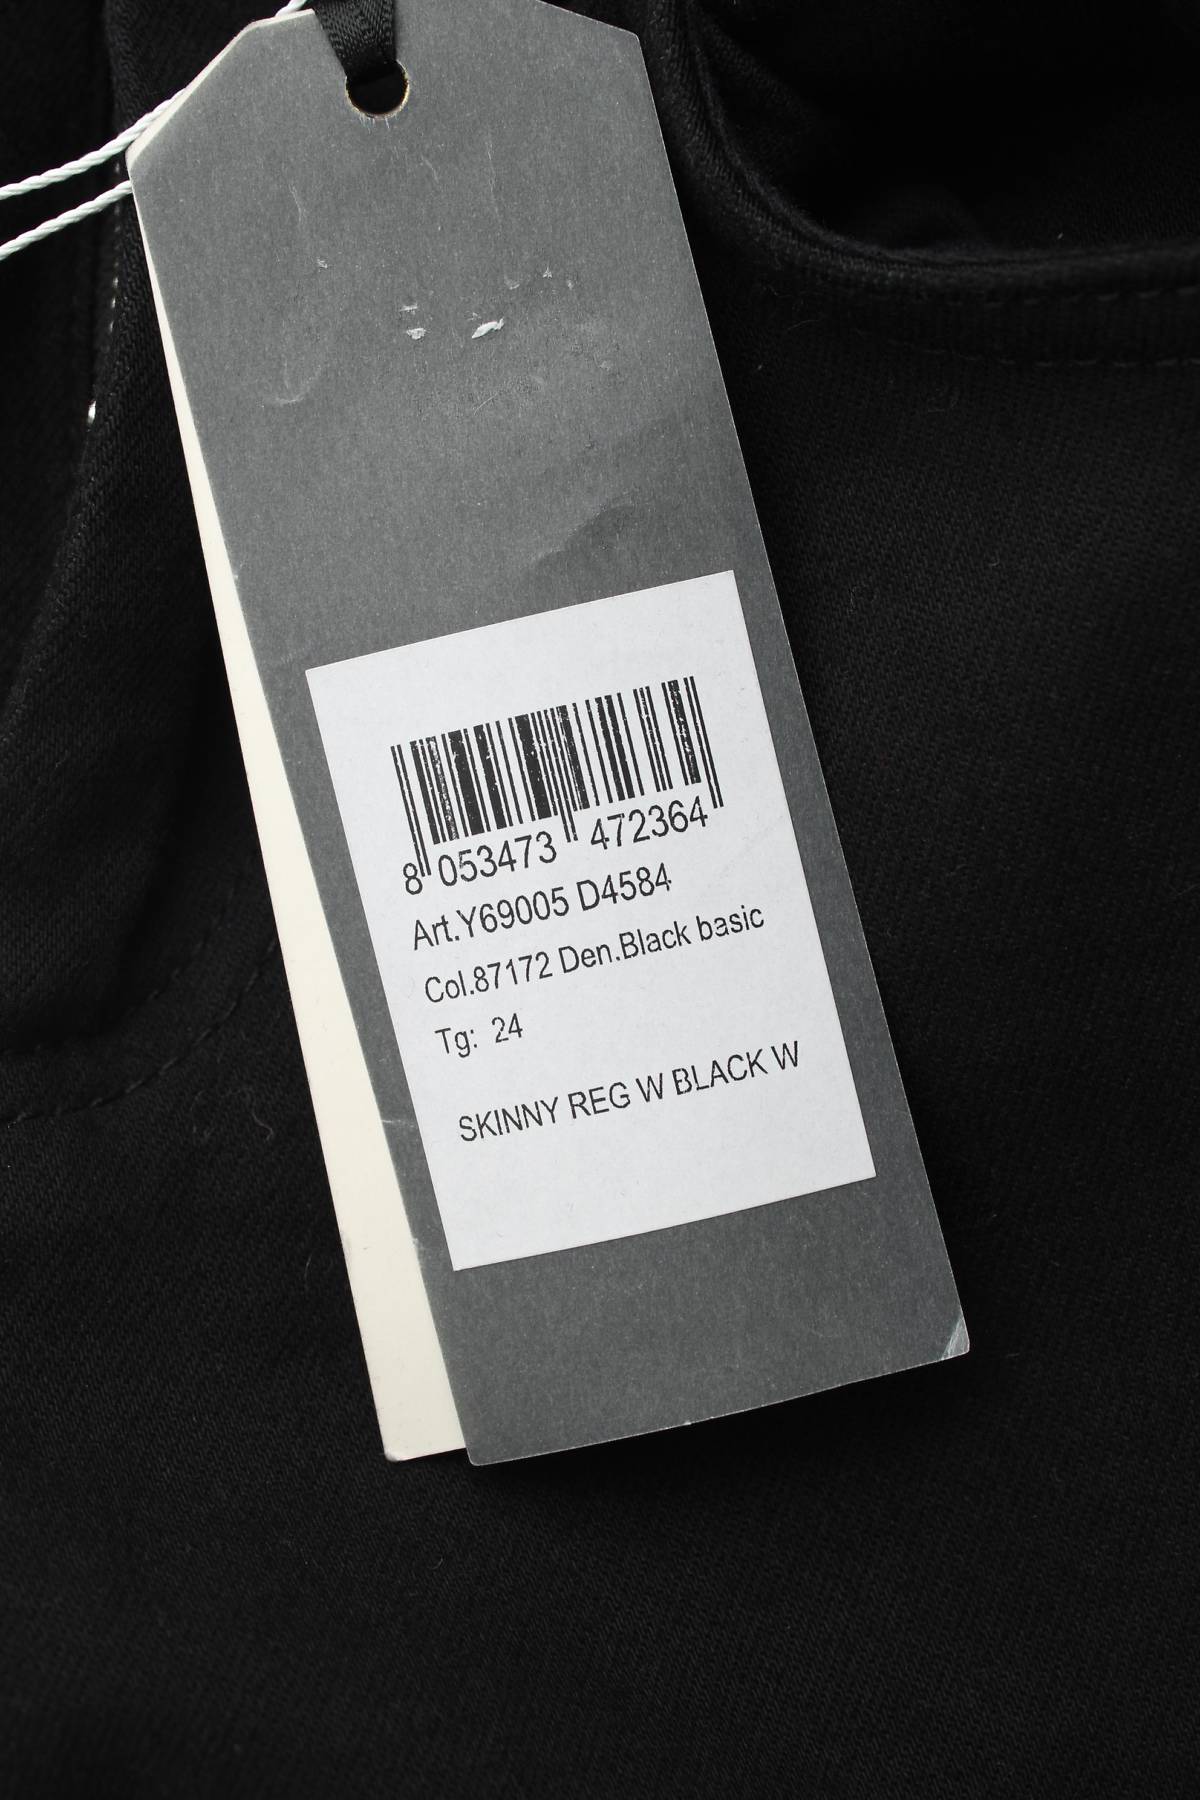 8 053473 472364
Art.Y69005 D4584
Col.87172 Den.Black basic
Tg: 24
SKINNY REG W BLACK W